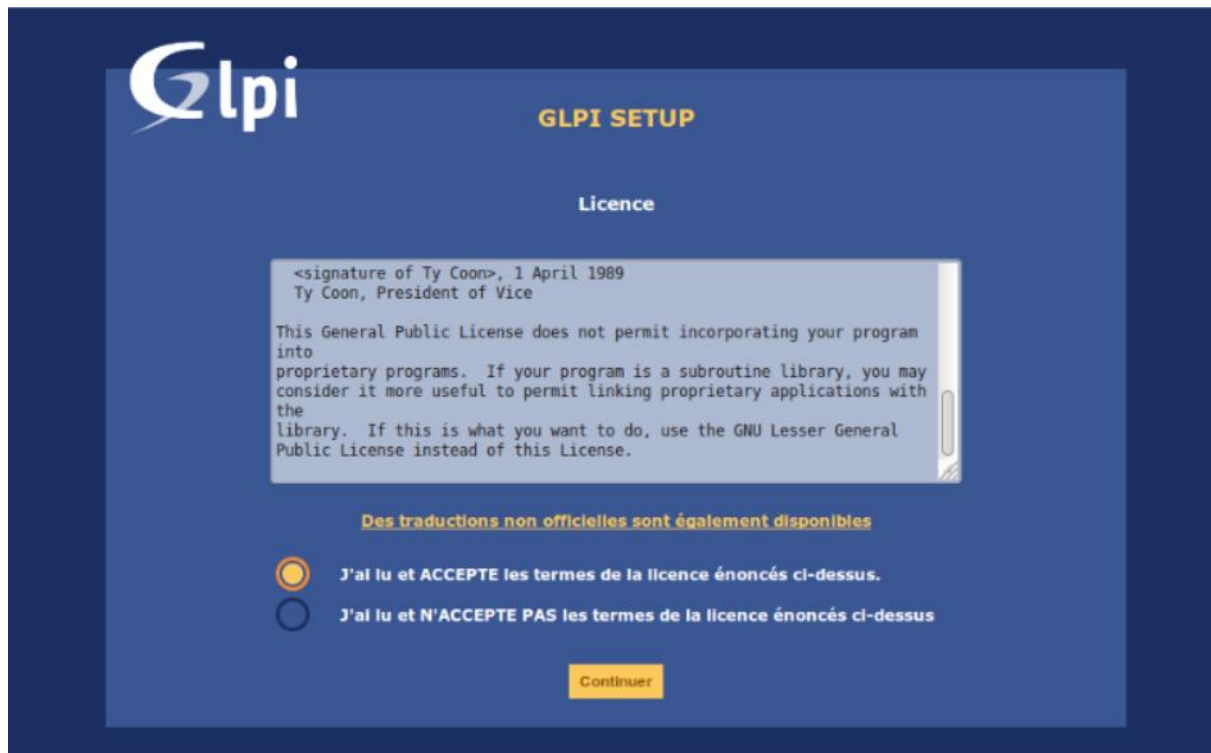 Glpi
GLPI SETUP
Licence
<signature of Ty Coon>, 1 April 1989
Ty Coon, President of Vice
This General Public License does not permit incorporating your program
into
proprietary programs.  If your program is a subroutine library, you may
consider it more useful to permit linking proprietary applications with
the
library.  If this is what you want to do, use the GNU Lesser General
Public License instead of this License.
Des traductions non officielles sont également disponibles
J'ai lu et ACCEPTE les termes de la licence énoncés ci-dessus.
J'ai lu et N'ACCEPTE PAS les termes de la licence énoncés ci-dessus
Continuer